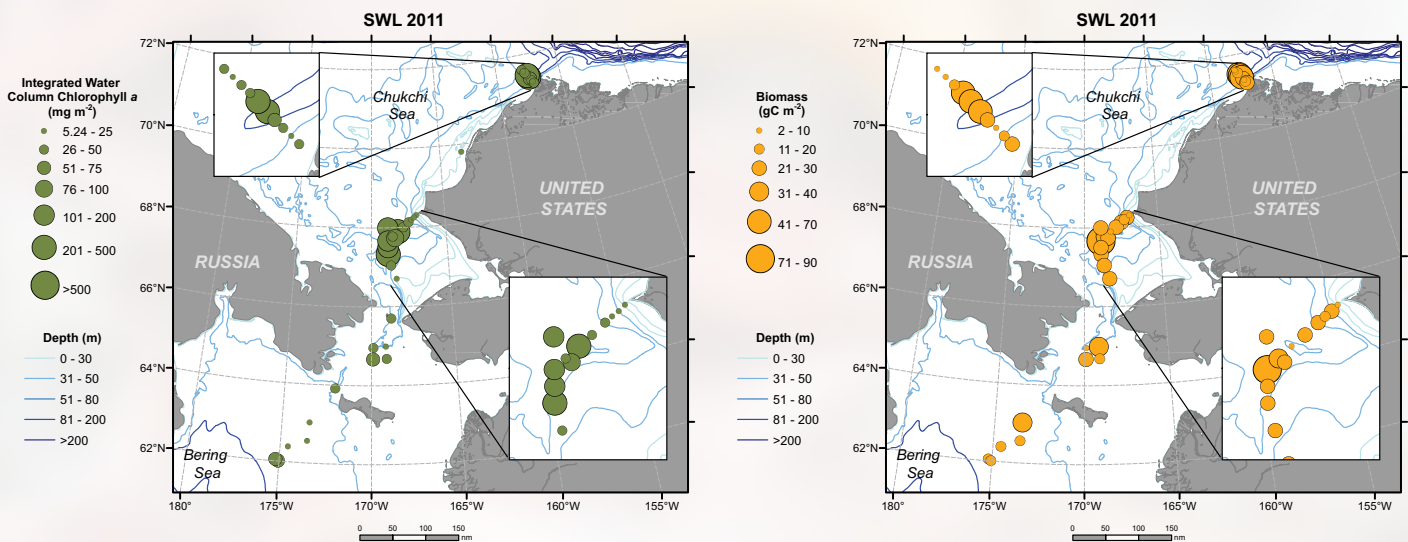 SWL 2011
72°N
70°N
68°N
66°N
64°N
62°N
180°
175°W
170°W
165°W
160°W
155°W
Integrated Water
Column Chlorophyll a
(mg m-2)
5.24 - 25
26 - 50
51 - 75
76 - 100
101 - 200
201 - 500
>500
Depth (m)
0 - 30
31 - 50
51 - 80
81 - 200
>200
Chukchi
Sea
UNITED
STATES
RUSSIA
Bering
Sea
0 50 100 150
nm
SWL 2011
72°N
70°N
68°N
66°N
64°N
62°N
180°
175°W
170°W
165°W
160°W
155°W
Biomass
(gC m-2)
2 - 10
11 - 20
21 - 30
31 - 40
41 - 70
71 - 90
Depth (m)
0 - 30
31 - 50
51 - 80
81 - 200
>200
Chukchi
Sea
UNITED
STATES
RUSSIA
Bering
Sea
0 50 100 150
nm